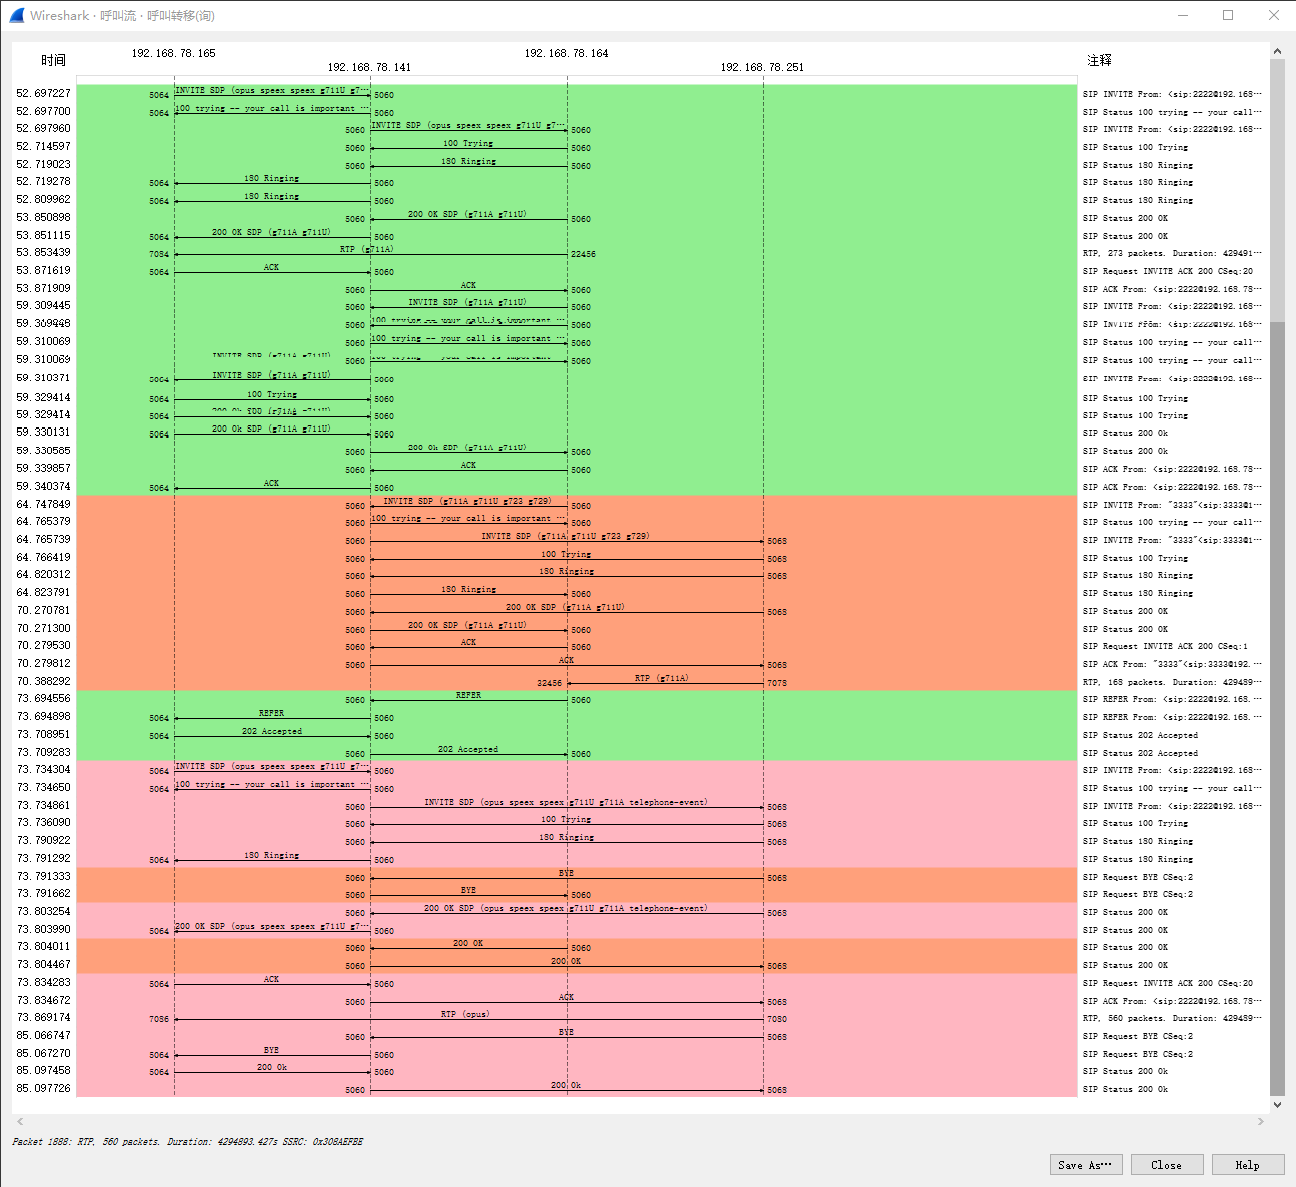 Wireshark · 呼叫流 · 呼叫转移(询)
时间 192.168.78.165 192.168.78.141 192.168.78.164 192.168.78.251 注释
52.697227 5064 INVITE SDP (opus speex speex g711U g7··· 5060 SIP INVITE From: <sip:2222@192.168···
52.697700 5064 100 trying -- your call is important ··· 5060 SIP Status 100 trying -- your call···
52.697960 5060 INVITE SDP (opus speex speex g711U g7··· 5060 SIP INVITE From: <sip:2222@192.168···
52.714597 5060 100 Trying 5060 SIP Status 100 Trying
52.719023 5060 180 Ringing 5060 SIP Status 180 Ringing
52.719278 5064 180 Ringing 5060 SIP Status 180 Ringing
52.809962 5064 180 Ringing 5060 SIP Status 180 Ringing
53.850898 5060 200 OK SDP (g711A g711U) 5060 SIP Status 200 OK
53.851115 5064 200 OK SDP (g711A g711U) 5060 SIP Status 200 OK
53.853439 7084 RTP (g711A) 22456 RTP, 273 packets. Duration: 429491···
53.871619 5064 ACK 5060 SIP Request INVITE ACK 200 CSeq:20
53.871909 5060 ACK 5060 SIP ACK From: <sip:2222@192.168.78···
59.309445 5060 INVITE SDP (g711A g711U) 5060 SIP INVITE From: <sip:2222@192.168···
59.309448 5060 100 trying -- your call is important ··· 5060 SIP INVITE From: <sip:2222@192.168···
59.310069 5060 100 trying -- your call is important ··· 5060 SIP Status 100 trying -- your call···
59.310069 INVITE SDP (g711A g711U) 5060 100 trying -- your call is important ··· 5060 SIP Status 100 trying -- your call···
59.310371 5064 INVITE SDP (g711A g711U) 5060 SIP INVITE From: <sip:2222@192.168···
59.329414 5064 100 Trying 5060 SIP Status 100 Trying
59.329414 5064 200 Ok SDP (g711A g711U) 5060 SIP Status 100 Trying
59.330131 5064 200 Ok SDP (g711A g711U) 5060 SIP Status 200 Ok
59.330585 5060 200 Ok SDP (g711A g711U) 5060 SIP Status 200 Ok
59.339857 5060 ACK 5060 SIP ACK From: <sip:2222@192.168.78···
59.340374 5064 ACK 5060 SIP ACK From: <sip:2222@192.168.78···
64.747849 5060 INVITE SDP (g711A g711U g723 g729) 5060 SIP INVITE From: "3333"<sip:3333@1···
64.765379 5060 100 trying -- your call is important ··· 5060 SIP Status 100 trying -- your call···
64.765739 5060 INVITE SDP (g711A g711U g723 g729) 5068 SIP INVITE From: "3333"<sip:3333@1···
64.766419 5060 100 Trying 5060 SIP Status 100 Trying
64.820312 5060 180 Ringing 5068 SIP Status 180 Ringing
64.823791 5060 180 Ringing 5060 SIP Status 180 Ringing
70.270781 5060 200 OK SDP (g711A g711U) 5068 SIP Status 200 OK
70.271300 5060 200 OK SDP (g711A g711U) 5060 SIP Status 200 OK
70.279530 5060 ACK 5060 SIP Request INVITE ACK 200 CSeq:1
70.279812 5060 ACK 5068 SIP ACK From: "3333"<sip:3333@192.···
70.388292 32456 RTP (g711A) 7078 RTP, 168 packets. Duration: 429489···
73.694556 5060 REFER 5060 SIP REFER From: <sip:2222@192.168.···
73.694898 5064 REFER 5060 SIP REFER From: <sip:2222@192.168.···
73.708951 5064 202 Accepted 5060 SIP Status 202 Accepted
73.709283 5060 202 Accepted 5060 SIP Status 202 Accepted
73.734304 5064 INVITE SDP (opus speex speex g711U g7··· 5060 SIP INVITE From: <sip:2222@192.168···
73.734650 5064 100 trying -- your call is important ··· 5060 SIP Status 100 trying -- your call···
73.734861 5060 INVITE SDP (opus speex speex g711U g711A telephone-event) 5068 SIP INVITE From: <sip:2222@192.168···
73.736090 5060 100 Trying 5068 SIP Status 100 Trying
73.790922 5060 180 Ringing 5068 SIP Status 180 Ringing
73.791292 5064 180 Ringing 5060 SIP Status 180 Ringing
73.791333 5060 BYE 5068 SIP Request BYE CSeq:2
73.791662 5060 BYE 5060 SIP Request BYE CSeq:2
73.803254 5060 200 OK SDP (opus speex speex g711U g711A telephone-event) 5068 SIP Status 200 OK
73.803990 5064 200 OK SDP (opus speex speex g711U g7··· 5060 SIP Status 200 OK
73.804011 5060 200 OK 5060 SIP Status 200 OK
73.804467 5060 200 OK 5068 SIP Status 200 OK
73.834283 5064 ACK 5060 SIP Request INVITE ACK 200 CSeq:20
73.834672 5060 ACK 5068 SIP ACK From: <sip:2222@192.168.78···
73.869174 7086 RTP (opus) 7080 RTP, 560 packets. Duration: 429489···
85.066747 5060 BYE 5068 SIP Request BYE CSeq:2
85.067270 5064 BYE 5060 SIP Request BYE CSeq:2
85.097458 5064 200 Ok 5060 SIP Status 200 Ok
85.097726 5060 200 Ok 5068 SIP Status 200 Ok
Packet 1888: RTP, 560 packets. Duration: 4294893.427s SSRC: 0x308AEFBE
Save As··· Close Help